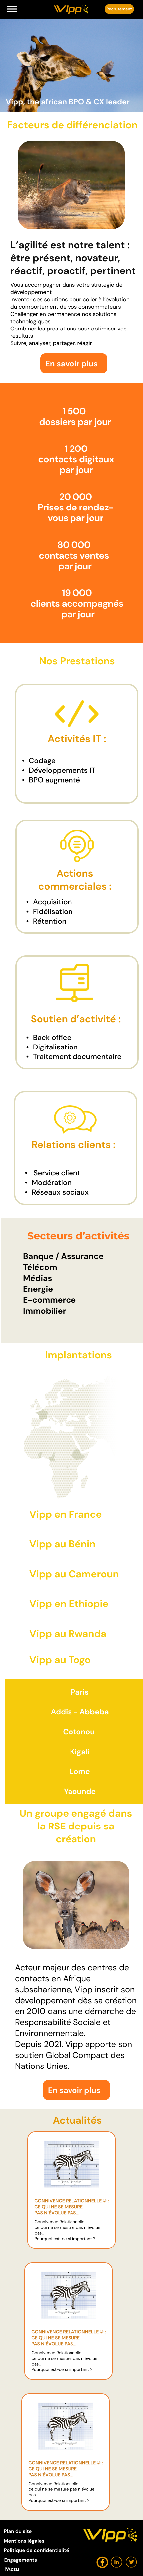 Vipp
Recrutement
Vipp, the african BPO & CX leader
Facteurs de différenciation
L'agilité est notre talent :
être présent, novateur,
réactif, proactif, pertinent
Vous accompagner dans votre stratégie de
développement
Inventer des solutions pour coller à l'évolution
du comportement de vos consommateurs
Challenger en permanence nos solutions
technologiques
Combiner les prestations pour optimiser vos
résultats
Suivre, analyser, partager, réagir
En savoir plus
1 500
dossiers par jour
1 200
contacts digitaux
par jour
20 000
Prises de rendez-
vous par jour
80 000
contacts ventes
par jour
19 000
clients accompagnés
par jour
Nos Prestations
Activités IT :
• Codage
• Développements IT
• BPO augmenté
Actions
commerciales :
• Acquisition
• Fidélisation
• Rétention
Soutien d'activité :
• Back office
• Digitalisation
• Traitement documentaire
Relations clients :
• Service client
• Modération
• Réseaux sociaux
Secteurs d'activités
Banque / Assurance
Télécom
Médias
Energie
E-commerce
Immobilier
Implantations
Vipp en France
Vipp au Bénin
Vipp au Cameroun
Vipp en Ethiopie
Vipp au Rwanda
Vipp au Togo
Paris
Addis - Abbeba
Cotonou
Kigali
Lome
Yaounde
Un groupe engagé dans
la RSE depuis sa
création
Acteur majeur des centres de
contacts en Afrique
subsaharienne, Vipp inscrit son
développement dès sa création
en 2010 dans une démarche de
Responsabilité Sociale et
Environnementale.
Depuis 2021, Vipp apporte son
soutien Global Compact des
Nations Unies.
En savoir plus
Actualités
CONNIVENCE RELATIONNELLE 6 :
CE QUI NE SE MESURE
PAS N'ÉVOLUE PAS...
Connivence Relationnelle :
ce qui ne se mesure pas n'évolue
pas...
Pourquoi est-ce si important ?
CONNIVENCE RELATIONNELLE 6 :
CE QUI NE SE MESURE
PAS N'ÉVOLUE PAS...
Connivence Relationnelle :
ce qui ne se mesure pas n'évolue
pas...
Pourquoi est-ce si important ?
CONNIVENCE RELATIONNELLE 6 :
CE QUI NE SE MESURE
PAS N'ÉVOLUE PAS...
Connivence Relationnelle :
ce qui ne se mesure pas n'évolue
pas...
Pourquoi est-ce si important ?
Plan du site
Mentions légales
Politique de confidentialité
Engagements
l'Actu
Vipp